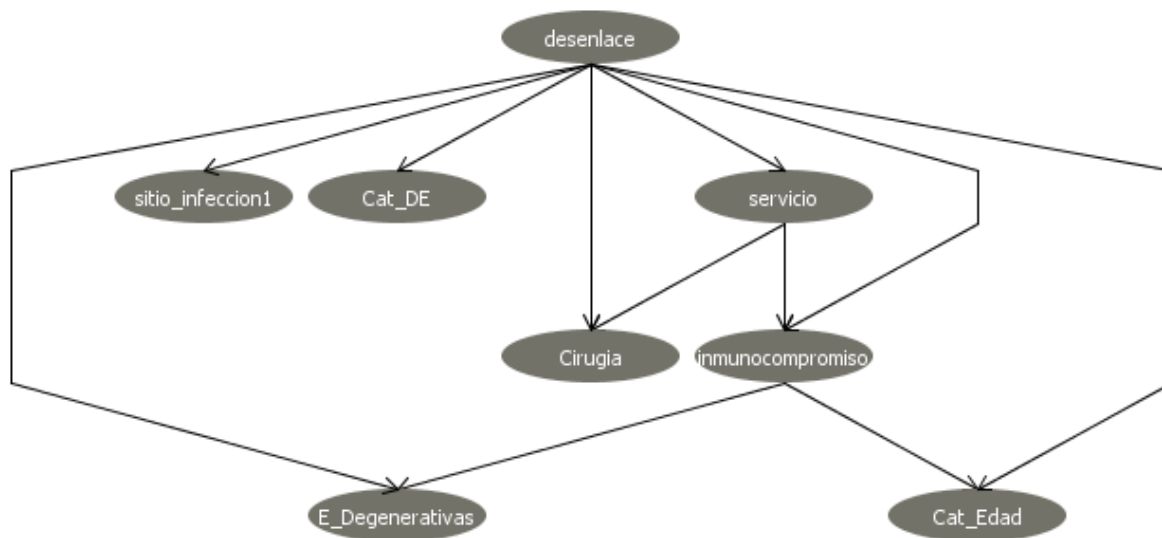 desenlace
sitio_infeccion1
Cat_DE
servicio
Cirugia
inmunocompromiso
E_Degenerativas
Cat_Edad